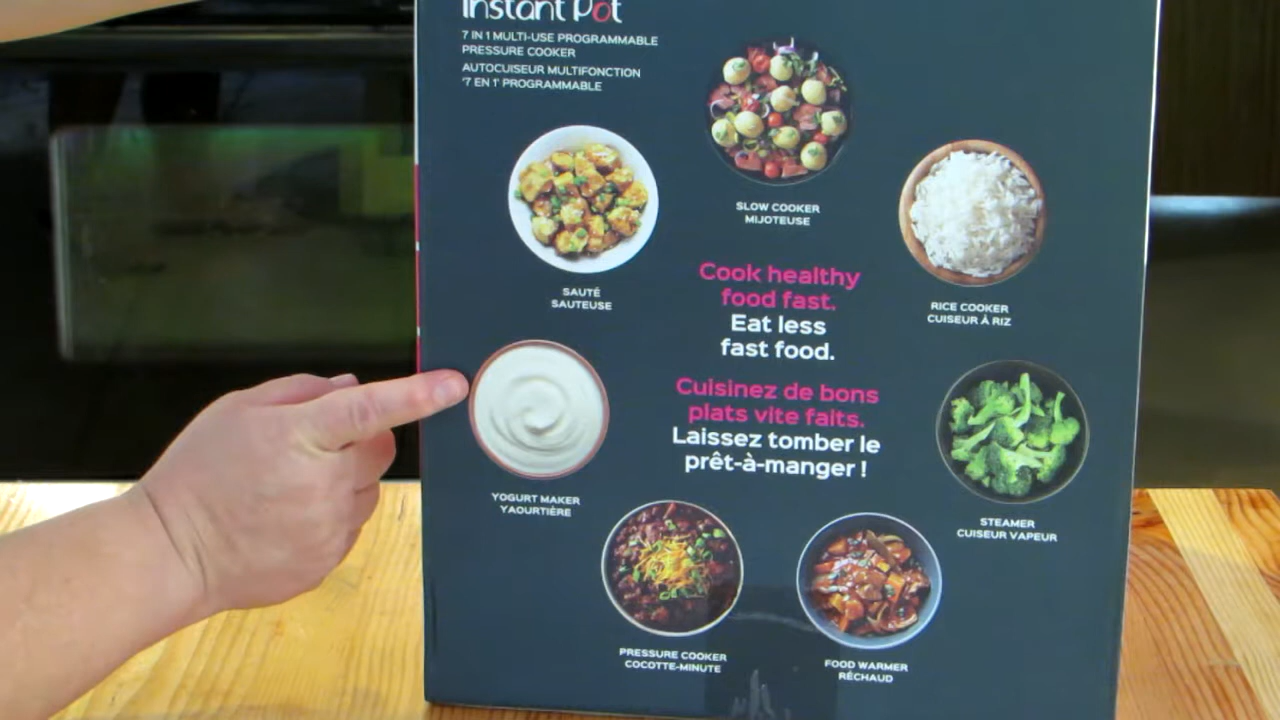 Instant Pot
7 IN 1 MULTI-USE PROGRAMMABLE
PRESSURE COOKER
AUTOCUISEUR MULTIFONCTION
'7 EN 1' PROGRAMMABLE
SLOW COOKER
MIJOTEUSE
SAUTÉ
SAUTEUSE
RICE COOKER
CUISEUR À RIZ
Cook healthy
food fast.
Eat less
fast food.
Cuisinez de bons
plats vite faits.
Laissez tomber le
prêt-à-manger !
YOGURT MAKER
YAOURTIÈRE
STEAMER
CUISEUR VAPEUR
PRESSURE COOKER
COCOTTE-MINUTE
FOOD WARMER
RÉCHAUD